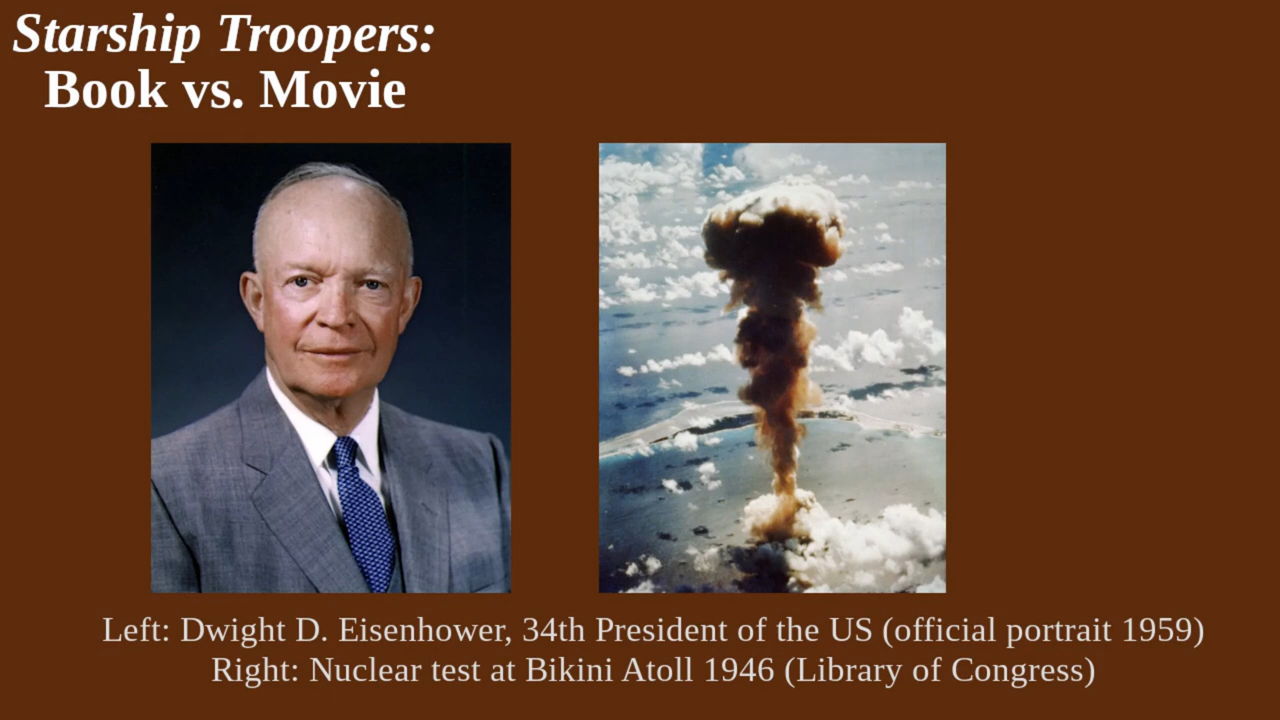 Starship Troopers:
Book vs. Movie
Left: Dwight D. Eisenhower, 34th President of the US (official portrait 1959)
Right: Nuclear test at Bikini Atoll 1946 (Library of Congress)